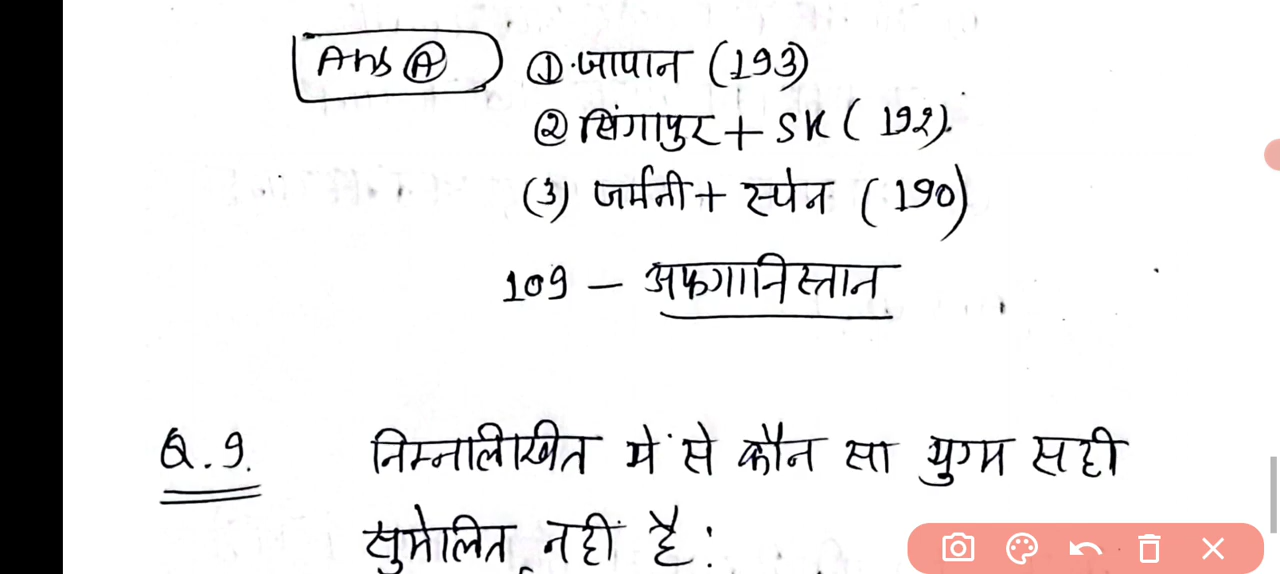 Ans (A) ①. जापान (193)
② सिंगापुर + SK (192).
(3) जर्मनी + स्पेन (190)
109 – अफगानिस्तान
Q.9. निम्नलिखित में से कौन सा युग्म सही
सुमेलित नहीं है: